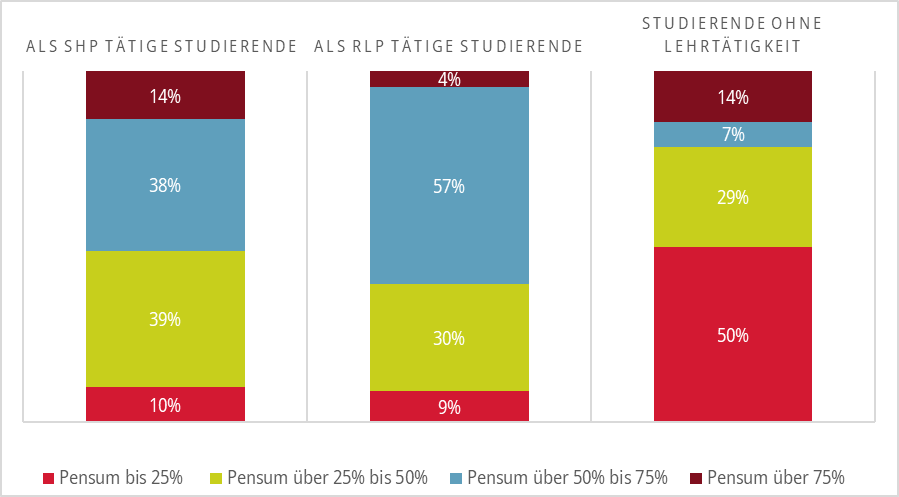 ALS SHP TÄTIGE STUDIERENDE
ALS RLP TÄTIGE STUDIERENDE
STUDIERENDE OHNE
LEHRTÄTIGKEIT
14%
38%
39%
10%
4%
57%
30%
9%
14%
7%
29%
50%
Pensum bis 25%
Pensum über 25% bis 50%
Pensum über 50% bis 75%
Pensum über 75%